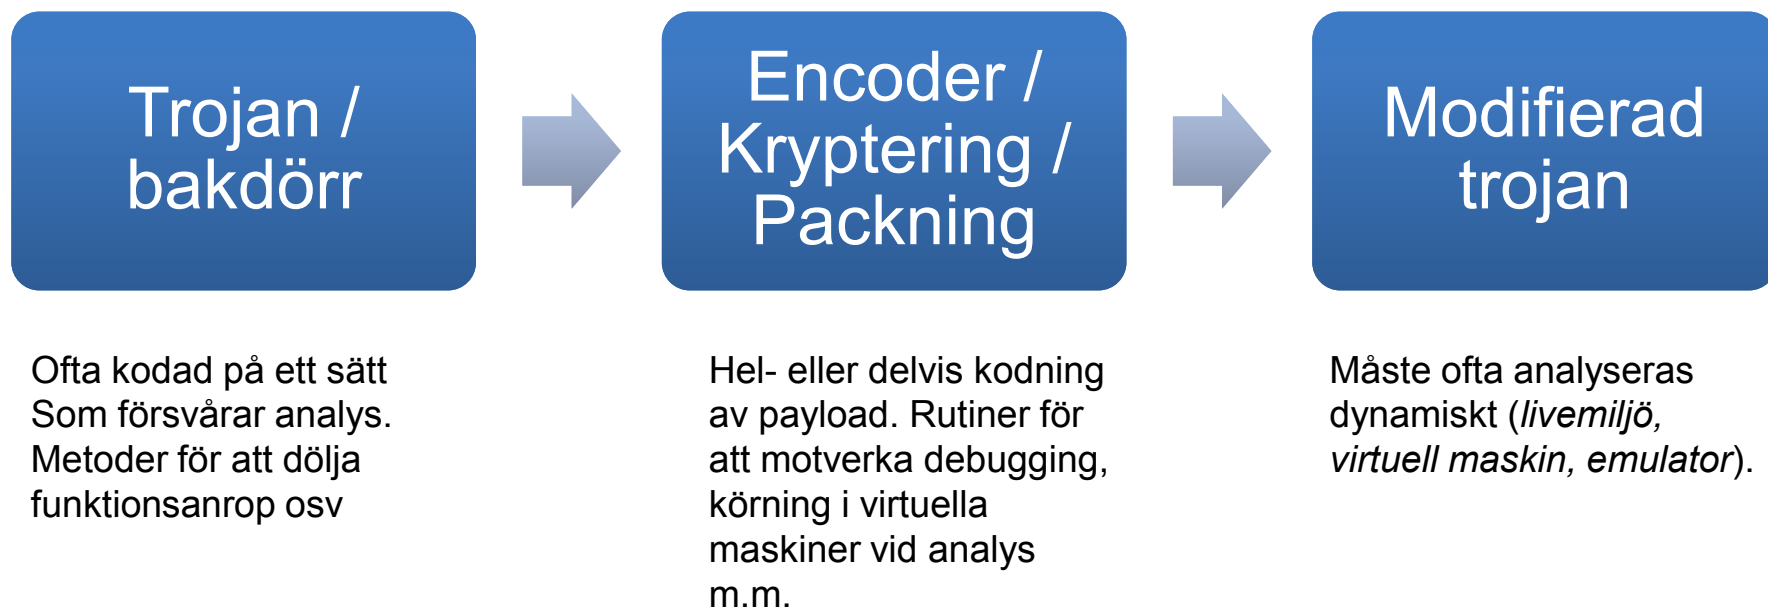 Trojan /
bakdörr
Encoder /
Kryptering /
Packning
Modifierad
trojan
Ofta kodad på ett sätt
Som försvårar analys.
Metoder för att dölja
funktionsanrop osv
Hel- eller delvis kodning
av payload. Rutiner för
att motverka debugging,
körning i virtuella
maskiner vid analys
m.m.
Måste ofta analyseras
dynamiskt (livemiljö,
virtuell maskin, emulator).